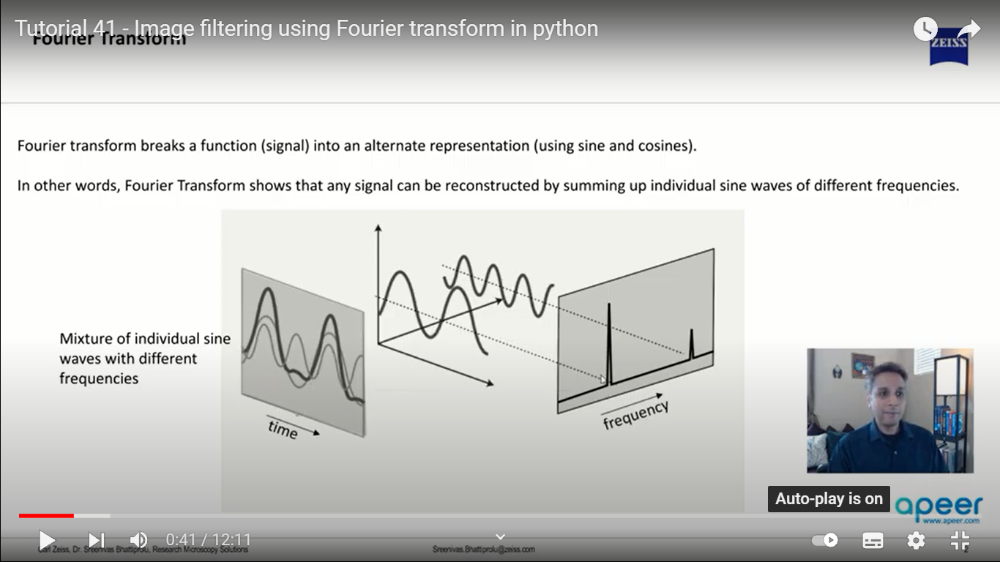 Tutorial 41 - Image filtering using Fourier transform in python
Fourier Transform
ZEISS
Fourier transform breaks a function (signal) into an alternate representation (using sine and cosines).
In other words, Fourier Transform shows that any signal can be reconstructed by summing up individual sine waves of different frequencies.
Mixture of individual sine
waves with different
frequencies
time
frequency
Auto-play is on
apeer
www.apeer.com
0:41 / 12:11
Carl Zeiss, Dr. Sreenivas Bhattiprolu, Research Microscopy Solutions
Sreenivas.Bhattiprolu@zeiss.com
2